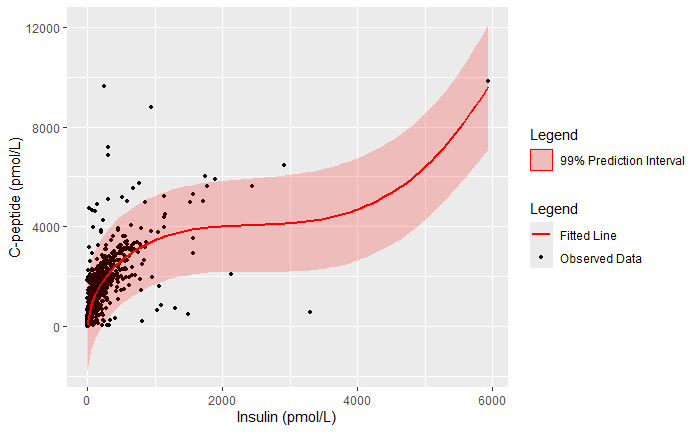 12000
8000
4000
0
C-peptide (pmol/L)
0
2000
4000
6000
Insulin (pmol/L)
Legend
99% Prediction Interval
Legend
Fitted Line
Observed Data